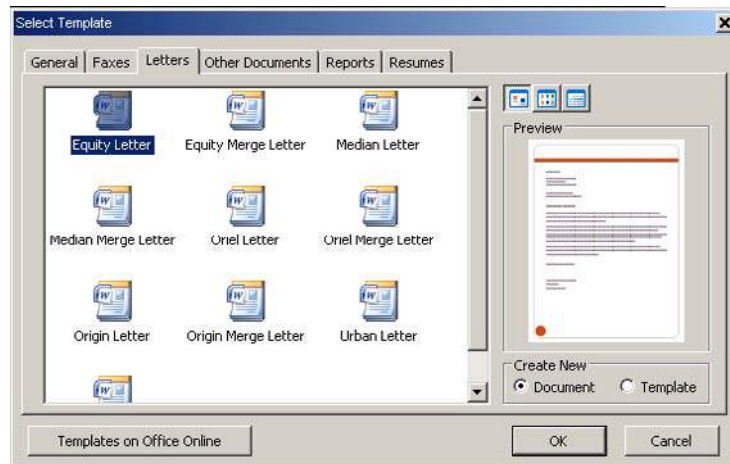 Select Template
General Faxes Letters Other Documents Reports Resumes
Equity Letter Equity Merge Letter Median Letter
Median Merge Letter Oriel Letter Oriel Merge Letter
Origin Letter Origin Merge Letter Urban Letter
Preview
Create New
Document Template
Templates on Office Online OK Cancel